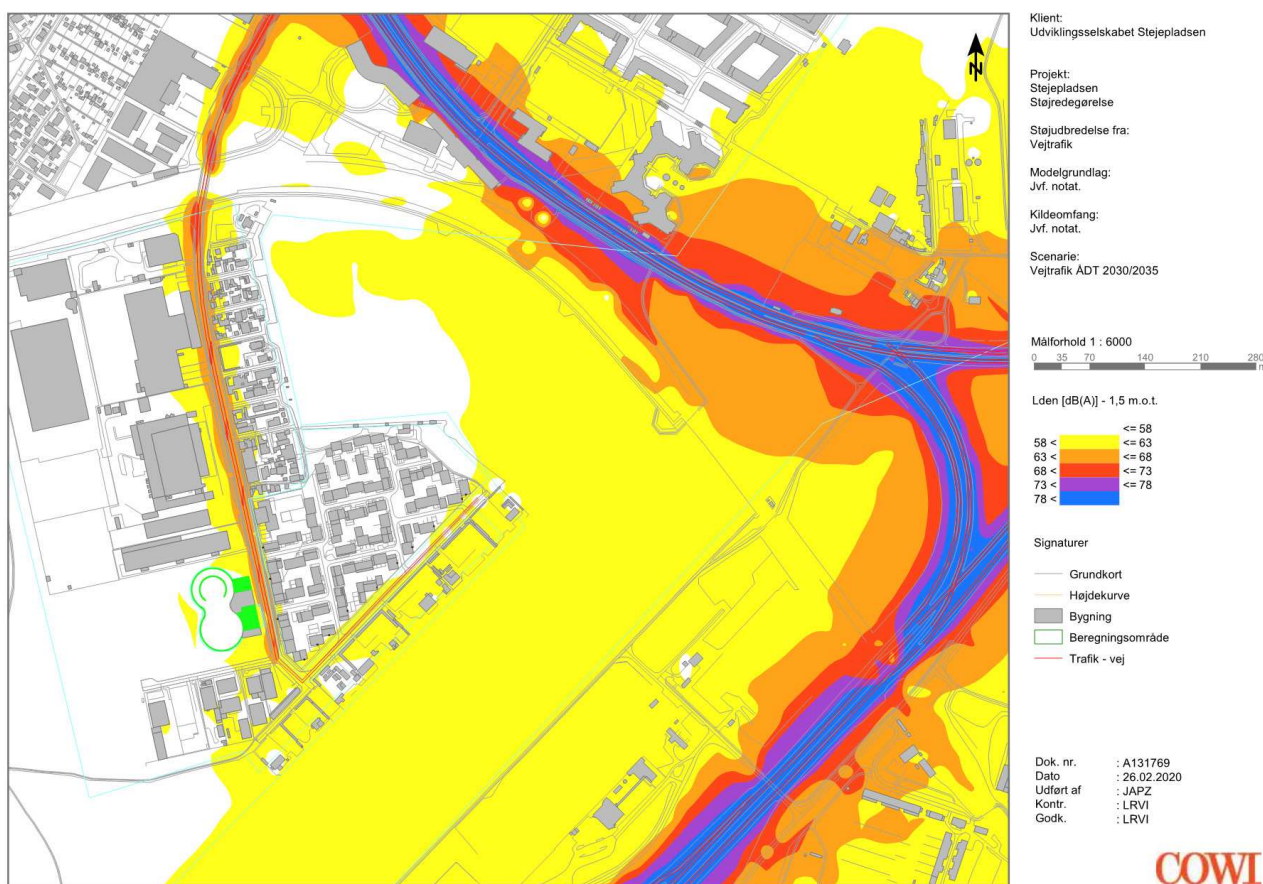 N
Klient:
Udviklingsselskabet Stejepladsen
Projekt:
Stejepladsen
Støjredegørelse
Støjudbredelse fra:
Vejtrafik
Modelgrundlag:
Jvf. notat.
Kildeomfang:
Jvf. notat.
Scenarie:
Vejtrafik ÅDT 2030/2035
Målforhold 1 : 6000
0 35 70 140 210 280
m
Lden [dB(A)] - 1,5 m.o.t.
<= 58
58 < <= 63
63 < <= 68
68 < <= 73
73 < <= 78
78 <
Signaturer
Grundkort
Højdekurve
Bygning
Beregningsområde
Trafik - vej
Dok. nr. : A131769
Dato : 26.02.2020
Udført af : JAPZ
Kontr. : LRVI
Godk. : LRVI
COWI